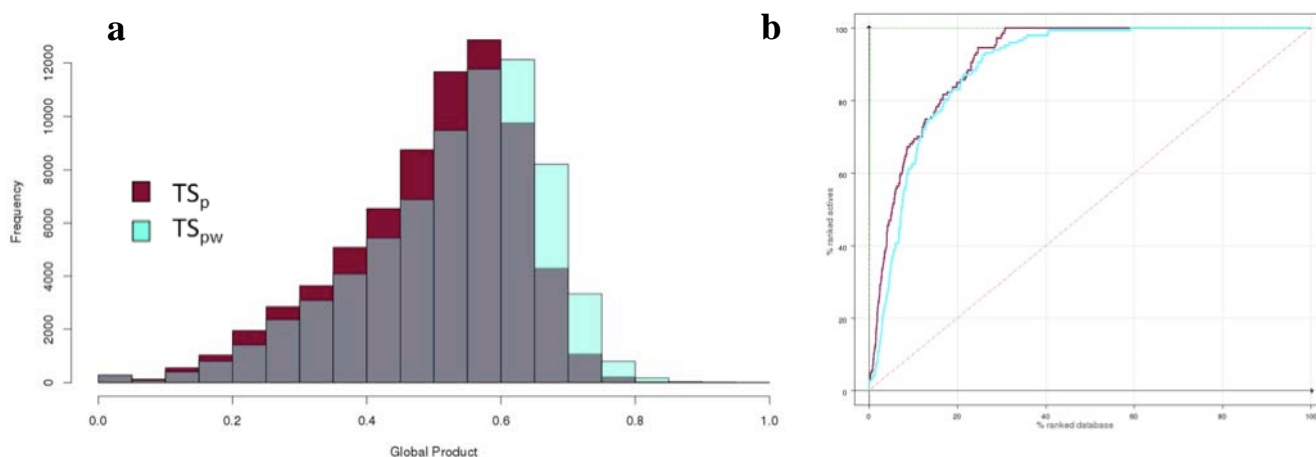 a
Frequency
12000
10000
8000
6000
4000
2000
0
TSp
TSpw
0.0 0.2 0.4 0.6 0.8 1.0
Global Product
b
% ranked actives
100
80
60
40
20
0
0 20 40 60 80 100
% ranked database